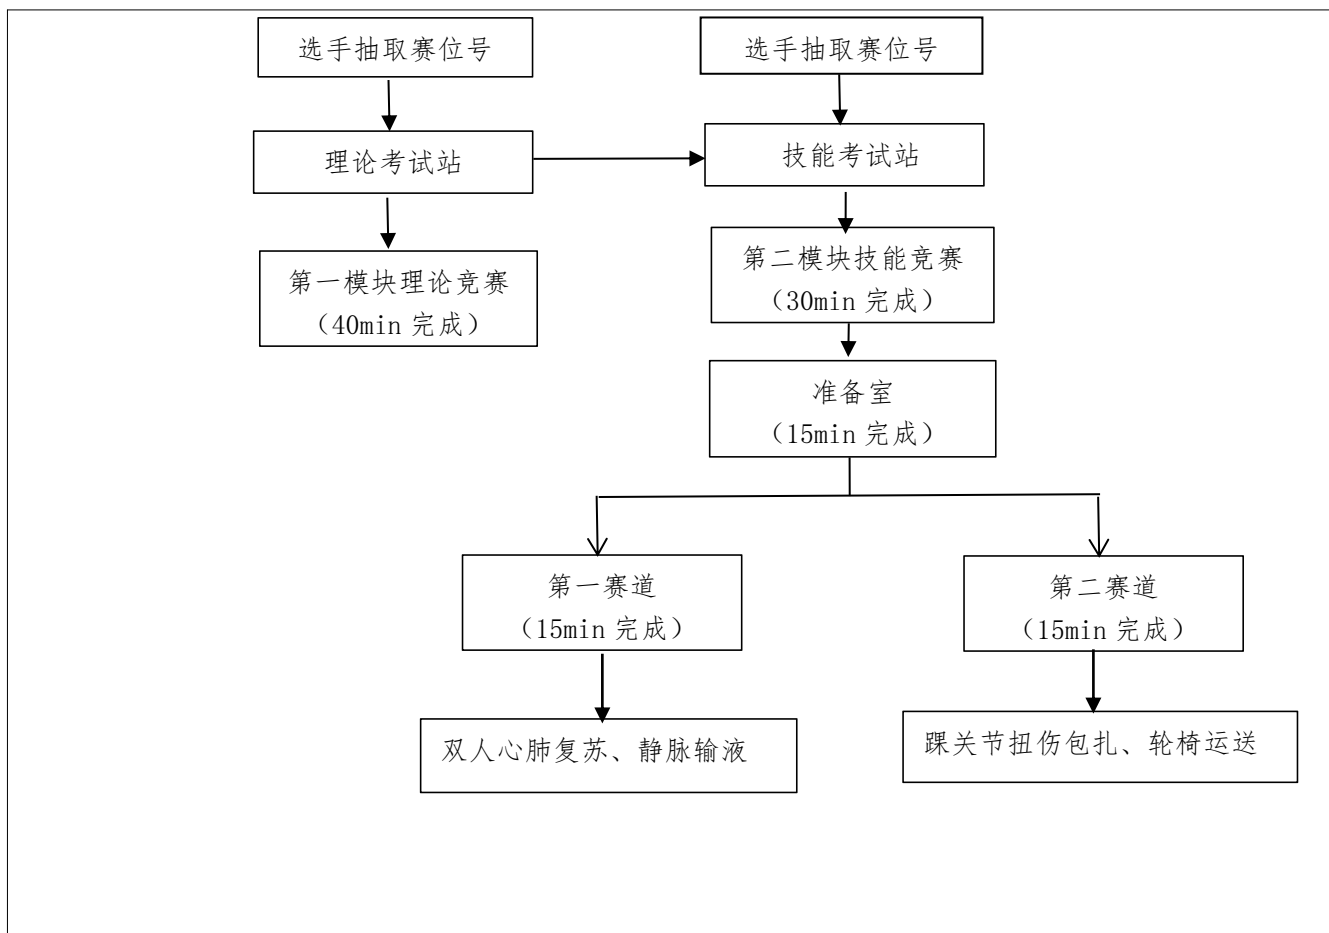 选手抽取赛位号
选手抽取赛位号
理论考试站
技能考试站
第一模块理论竞赛
（40min 完成）
第二模块技能竞赛
（30min 完成）
准备室
（15min 完成）
第一赛道
（15min 完成）
第二赛道
（15min 完成）
双人心肺复苏、静脉输液
踝关节扭伤包扎、轮椅运送